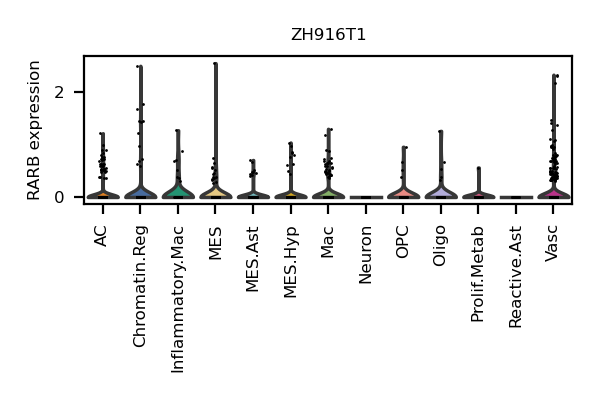 ZH916T1
RARB expression
2
0
AC
Chromatin.Reg
Inflammatory.Mac
MES
MES.Ast
MES.Hyp
Mac
Neuron
OPC
Oligo
Prolif.Metab
Reactive.Ast
Vasc